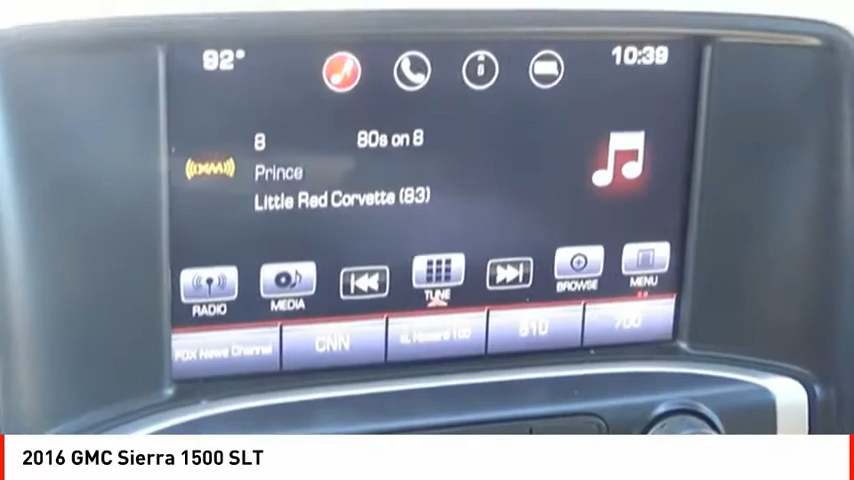 92° 10:39
8 80s on 8
XM
Prince
Little Red Corvette (83)
RADIO MEDIA TUNE BROWSE MENU
FOX News Channel CNN Howard 100 810 700
2016 GMC Sierra 1500 SLT